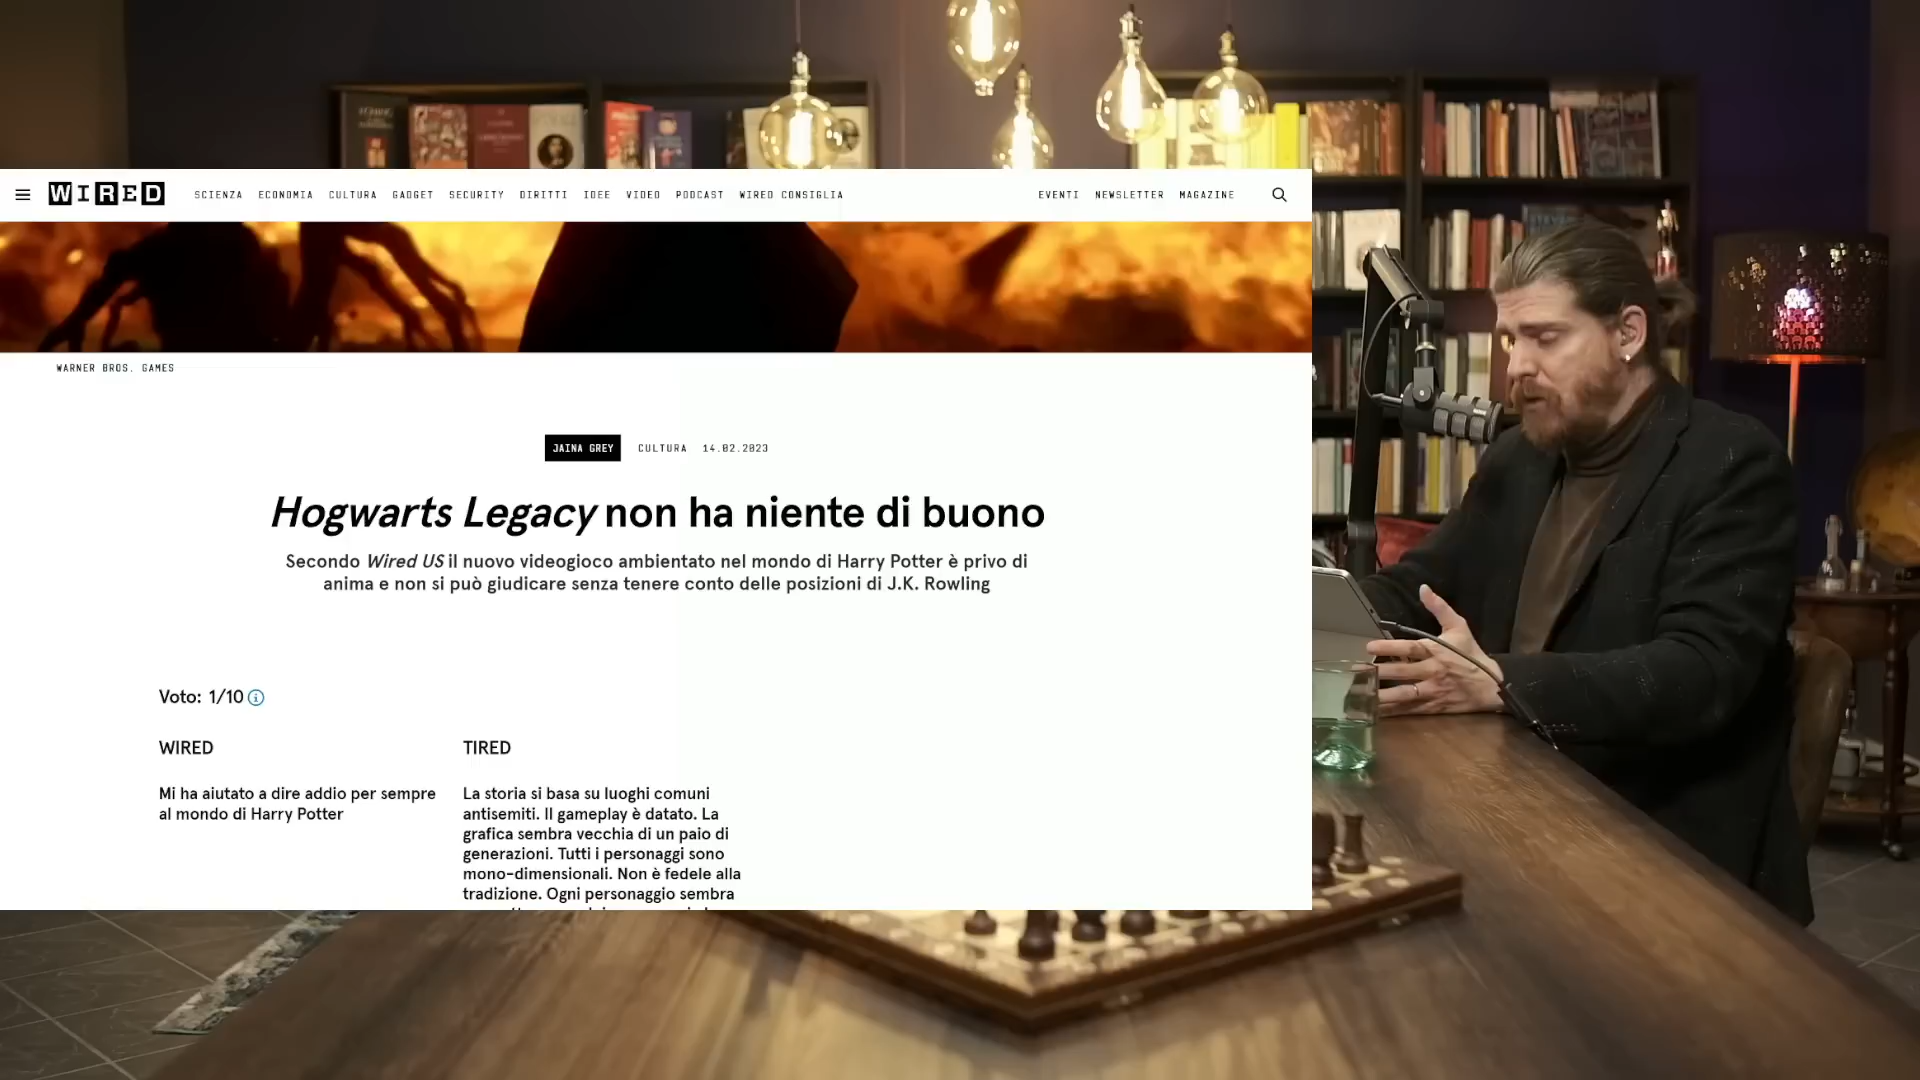 WIRED
SCIENZA ECONOMIA CULTURA GADGET SECURITY DIRITTI IDEE VIDEO PODCAST WIRED CONSIGLIA
EVENTI NEWSLETTER MAGAZINE
WARNER BROS. GAMES
JAINA GREY CULTURA 14.02.2023
Hogwarts Legacy non ha niente di buono
Secondo Wired US il nuovo videogioco ambientato nel mondo di Harry Potter è privo di
anima e non si può giudicare senza tenere conto delle posizioni di J.K. Rowling
Voto: 1/10
WIRED
Mi ha aiutato a dire addio per sempre
al mondo di Harry Potter
TIRED
La storia si basa su luoghi comuni
antisemiti. Il gameplay è datato. La
grafica sembra vecchia di un paio di
generazioni. Tutti i personaggi sono
mono-dimensionali. Non è fedele alla
tradizione. Ogni personaggio sembra